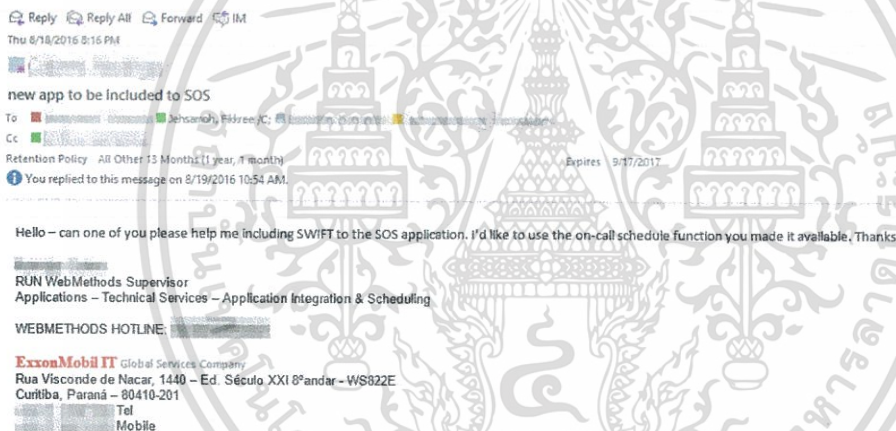 Reply Reply All Forward IM
Thu 8/18/2016 8:16 PM
new app to be included to SOS
To Jehsamoh, Fikkree /C;
Cc
Retention Policy All Other 13 Months (1 year, 1 month) Expires 9/17/2017
You replied to this message on 8/19/2016 10:54 AM.
Hello – can one of you please help me including SWIFT to the SOS application. I'd like to use the on-call schedule function you made it available. Thanks
RUN WebMethods Supervisor
Applications – Technical Services – Application Integration & Scheduling
WEBMETHODS HOTLINE:
ExxonMobil IT Global Services Company
Rua Visconde de Nacar, 1440 – Ed. Século XXI 8ºandar - WS822E
Curitiba, Paraná – 80410-201
Tel
Mobile